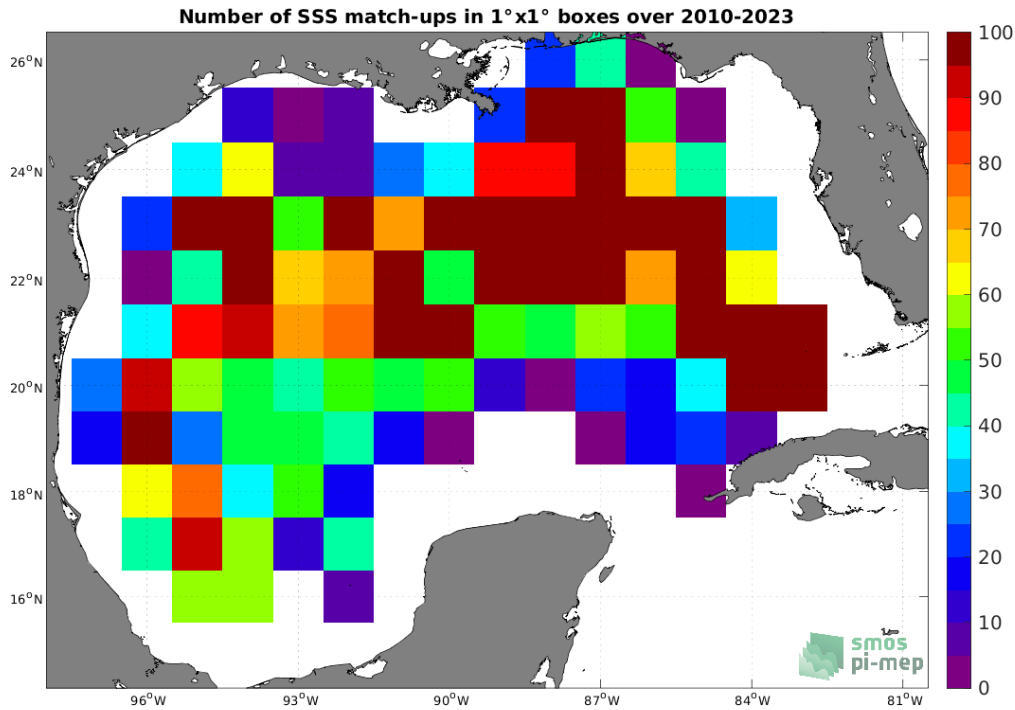 Number of SSS match-ups in 1°x1° boxes over 2010-2023
26°N
24°N
22°N
20°N
18°N
16°N
96°W
93°W
90°W
87°W
84°W
81°W
100
90
80
70
60
50
40
30
20
10
0
smos
pi-mep